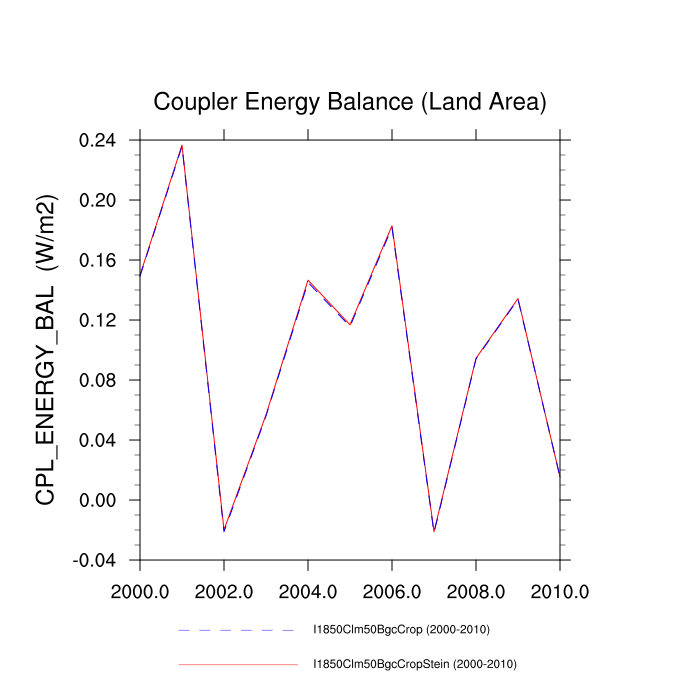 Coupler Energy Balance (Land Area)
CPL_ENERGY_BAL (W/m2)
0.24
0.20
0.16
0.12
0.08
0.04
0.00
-0.04
2000.0 2002.0 2004.0 2006.0 2008.0 2010.0
I1850Clm50BgcCrop (2000-2010)
I1850Clm50BgcCropStein (2000-2010)